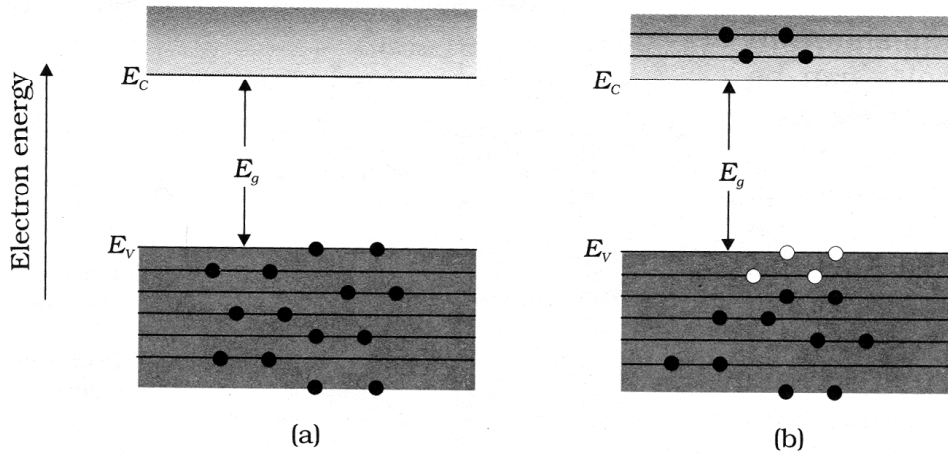 Electron energy
E_C
E_g
E_V
(a)
E_C
E_g
E_V
(b)